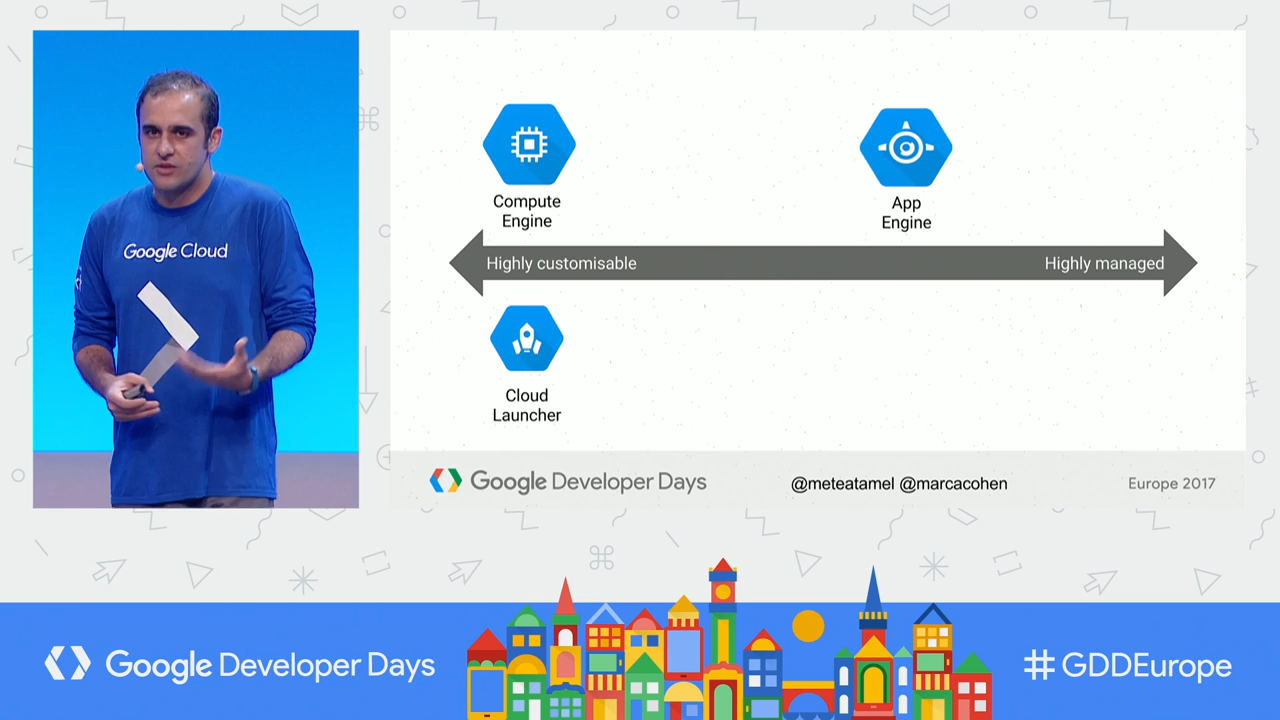 Google Cloud
Compute
Engine
App
Engine
Highly customisable
Highly managed
Cloud
Launcher
Google Developer Days
@meteatamel @marcacohen
Europe 2017
Google Developer Days
#GDDEurope